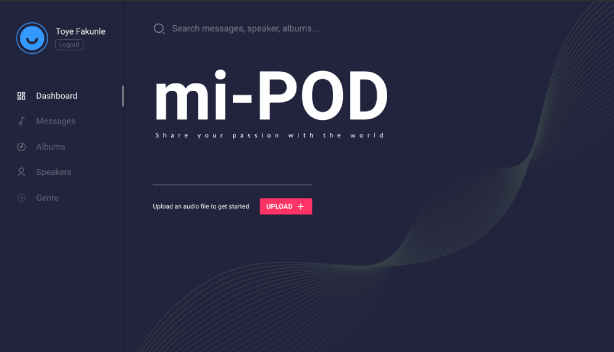 Toye Fakunle
Logout
Dashboard
Messages
Albums
Speakers
Genre
Search messages, speaker, albums...
mi-POD
Share your passion with the world
Upload an audio file to get started
UPLOAD +